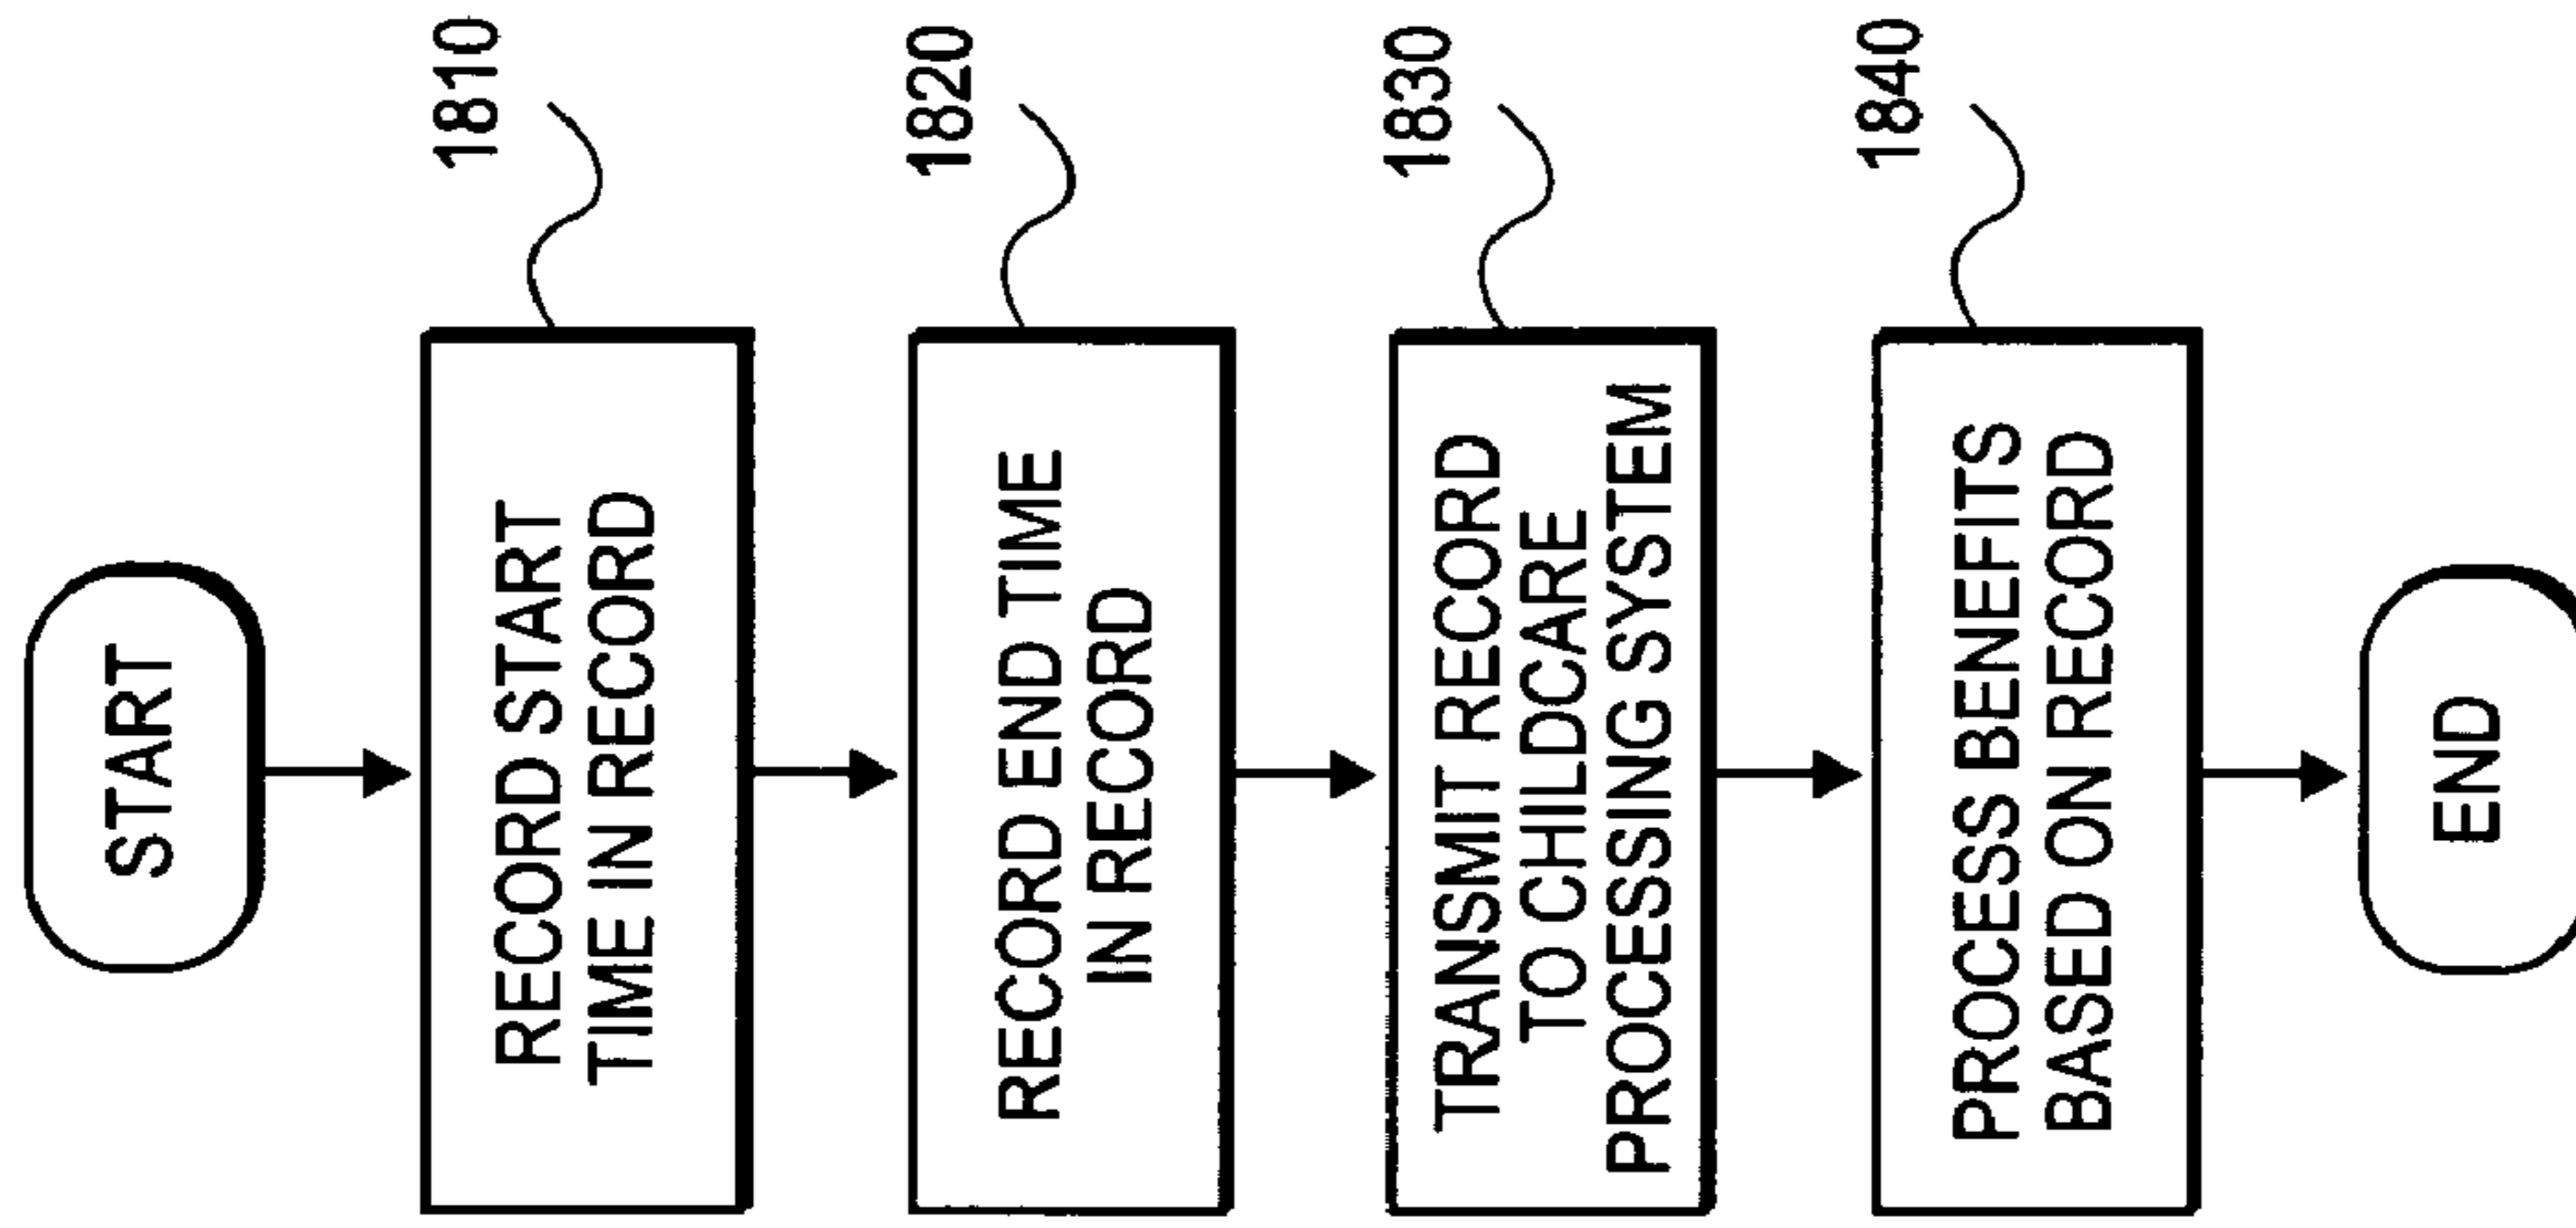 START
RECORD START
TIME IN RECORD
1810
RECORD END TIME
IN RECORD
1820
TRANSMIT RECORD
TO CHILDCARE
PROCESSING SYSTEM
1830
PROCESS BENEFITS
BASED ON RECORD
1840
END